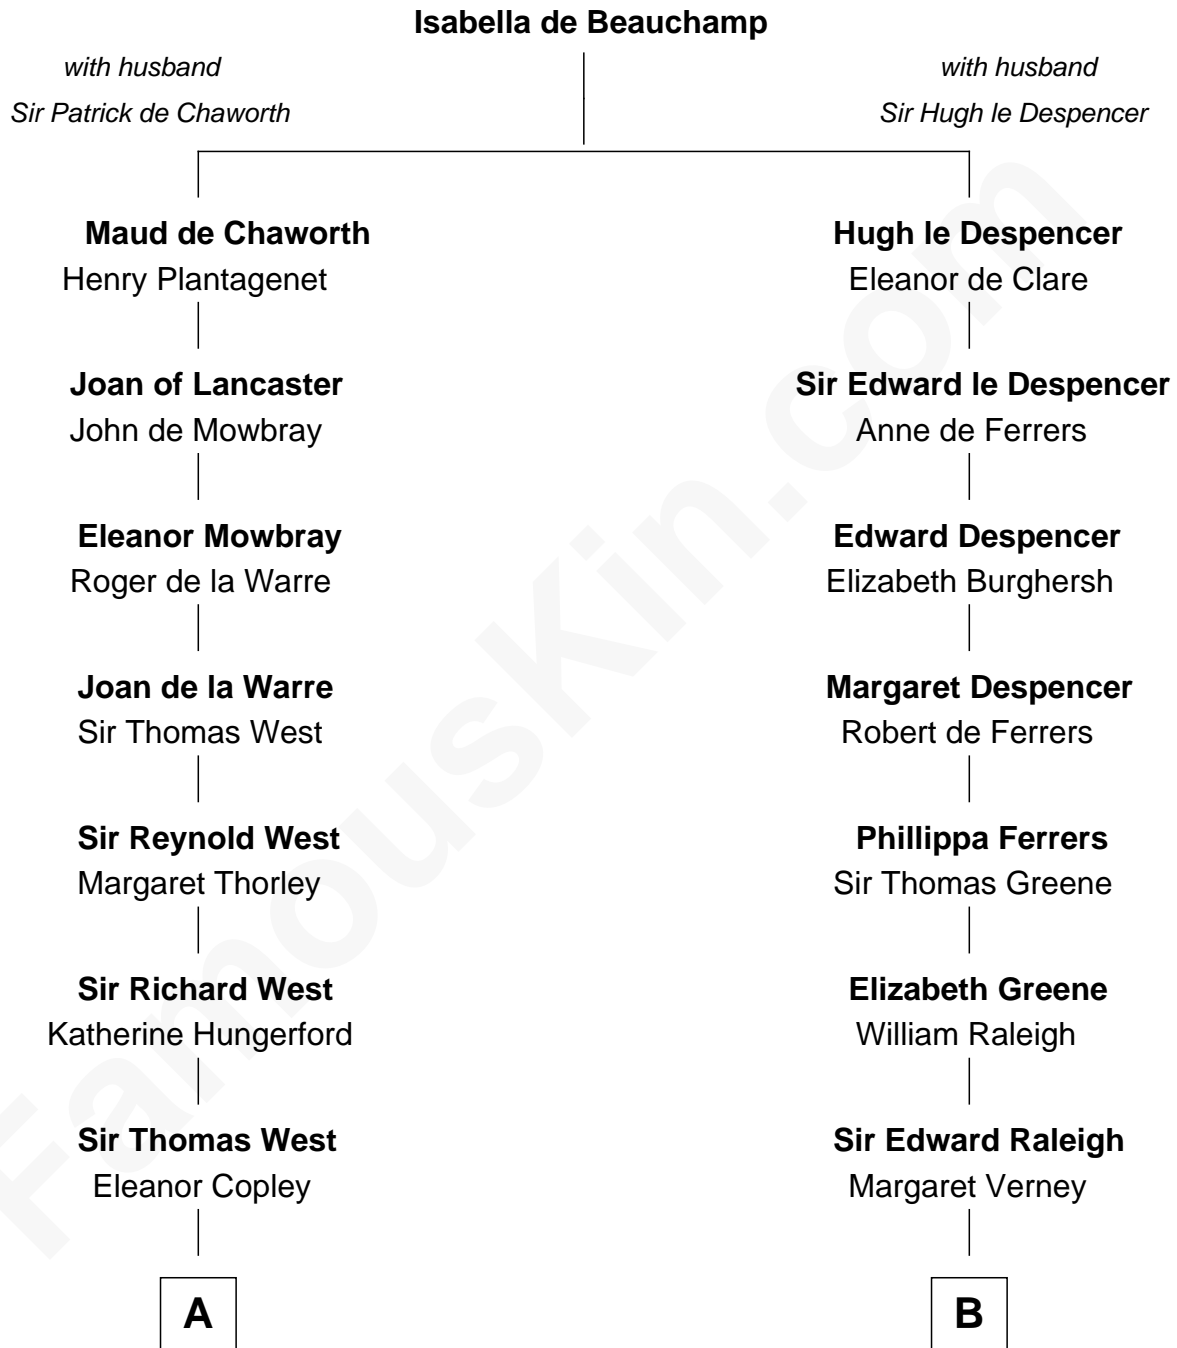 Isabella de Beauchamp
with husband
Sir Patrick de Chaworth
with husband
Sir Hugh le Despencer
Maud de Chaworth
Henry Plantagenet
Joan of Lancaster
John de Mowbray
Eleanor Mowbray
Roger de la Warre
Joan de la Warre
Sir Thomas West
Sir Reynold West
Margaret Thorley
Sir Richard West
Katherine Hungerford
Sir Thomas West
Eleanor Copley
A
Hugh le Despencer
Eleanor de Clare
Sir Edward le Despencer
Anne de Ferrers
Edward Despencer
Elizabeth Burghersh
Margaret Despencer
Robert de Ferrers
Phillippa Ferrers
Sir Thomas Greene
Elizabeth Greene
William Raleigh
Sir Edward Raleigh
Margaret Verney
B
FamousKin.com